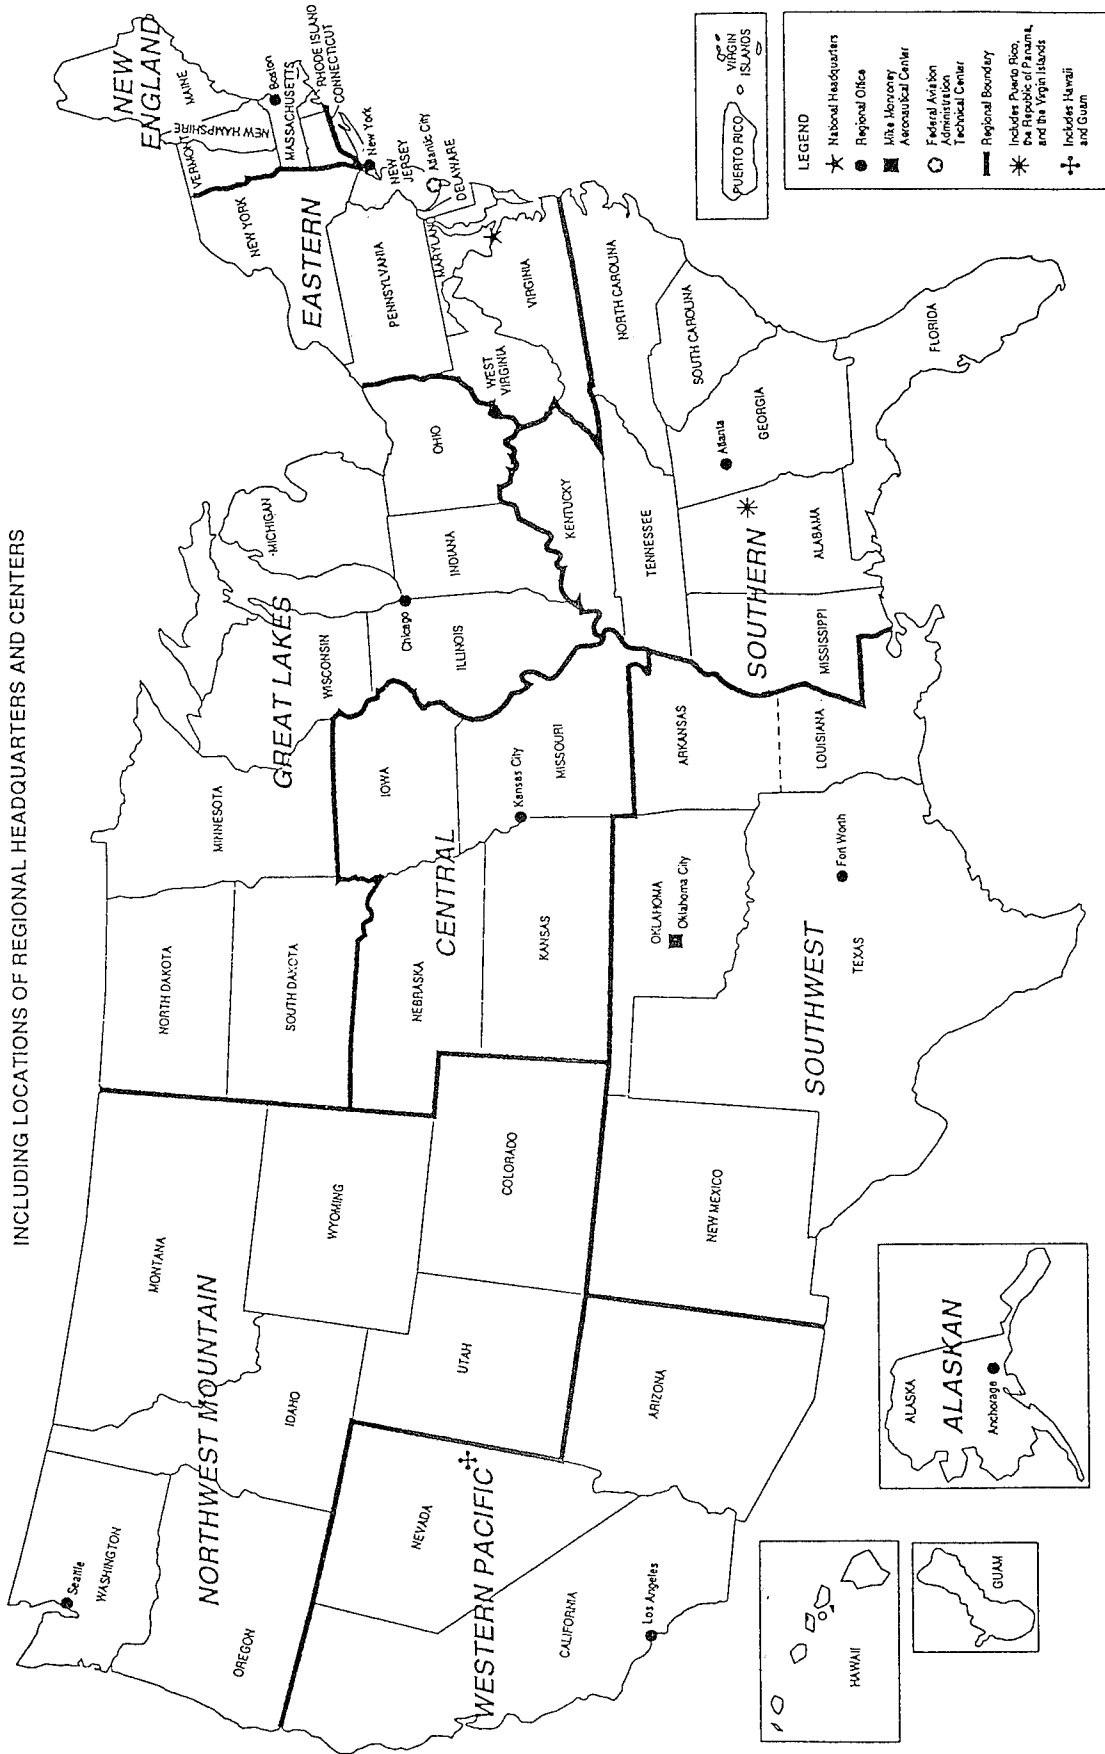 INCLUDING LOCATIONS OF REGIONAL HEADQUARTERS AND CENTERS
NORTHWEST MOUNTAIN
Seattle
WASHINGTON
OREGON
IDAHO
MONTANA
WYOMING
UTAH
COLORADO
WESTERN PACIFIC
NEVADA
CALIFORNIA
Los Angeles
ARIZONA
HAWAII
GUAM
ALASKAN
ALASKA
Anchorage
GREAT LAKES
NORTH DAKOTA
SOUTH DAKOTA
MINNESOTA
WISCONSIN
MICHIGAN
Chicago
ILLINOIS
INDIANA
OHIO
CENTRAL
NEBRASKA
KANSAS
IOWA
MISSOURI
Kansas City
SOUTHWEST
NEW MEXICO
TEXAS
Fort Worth
OKLAHOMA
Oklahoma City
ARKANSAS
LOUISIANA
SOUTHERN
KENTUCKY
TENNESSEE
MISSISSIPPI
ALABAMA
GEORGIA
Atlanta
FLORIDA
SOUTH CAROLINA
NORTH CAROLINA
EASTERN
NEW YORK
New York
PENNSYLVANIA
NEW
JERSEY
Atlantic City
DELAWARE
MARYLAND
WEST
VIRGINIA
VIRGINIA
NEW
ENGLAND
MAINE
NEW HAMPSHIRE
VERMONT
Boston
MASSACHUSETTS
RHODE ISLAND
CONNECTICUT
PUERTO RICO
VIRGIN
ISLANDS
LEGEND
National Headquarters
Regional Office
Mike Monroney
Aeronautical Center
Federal Aviation
Administration
Technical Center
Regional Boundary
Includes Puerto Rico,
the Republic of Panama,
and the Virgin Islands
Includes Hawaii
and Guam